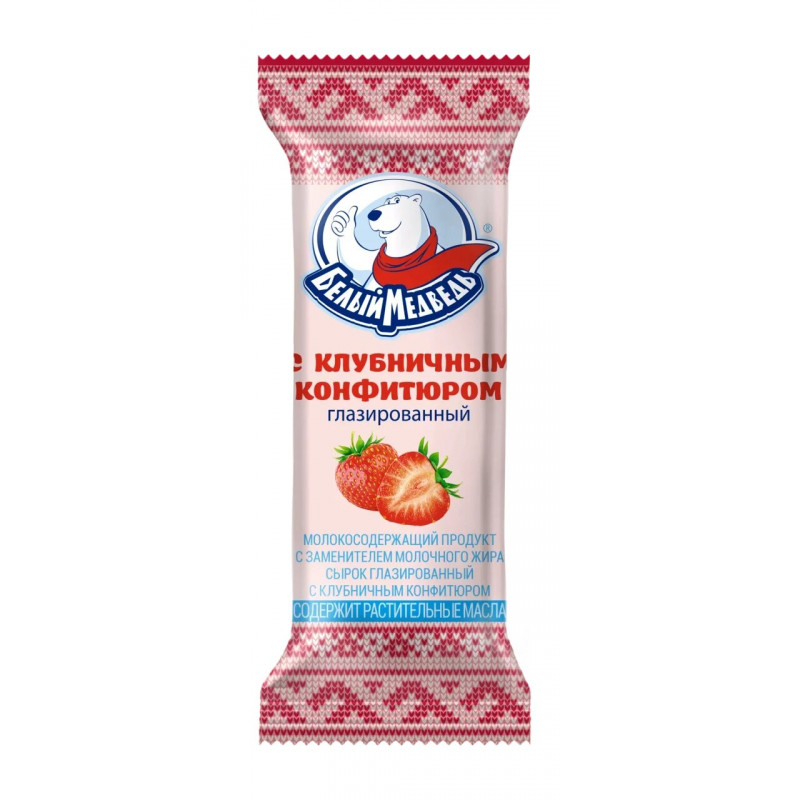 БЕЛЫЙ МЕДВЕДЬ
®
С КЛУБНИЧНЫМ
КОНФИТЮРОМ
глазированный
МОЛОКОСОДЕРЖАЩИЙ ПРОДУКТ
С ЗАМЕНИТЕЛЕМ МОЛОЧНОГО ЖИРА
СЫРОК ГЛАЗИРОВАННЫЙ
С КЛУБНИЧНЫМ КОНФИТЮРОМ
СОДЕРЖИТ РАСТИТЕЛЬНЫЕ МАСЛА